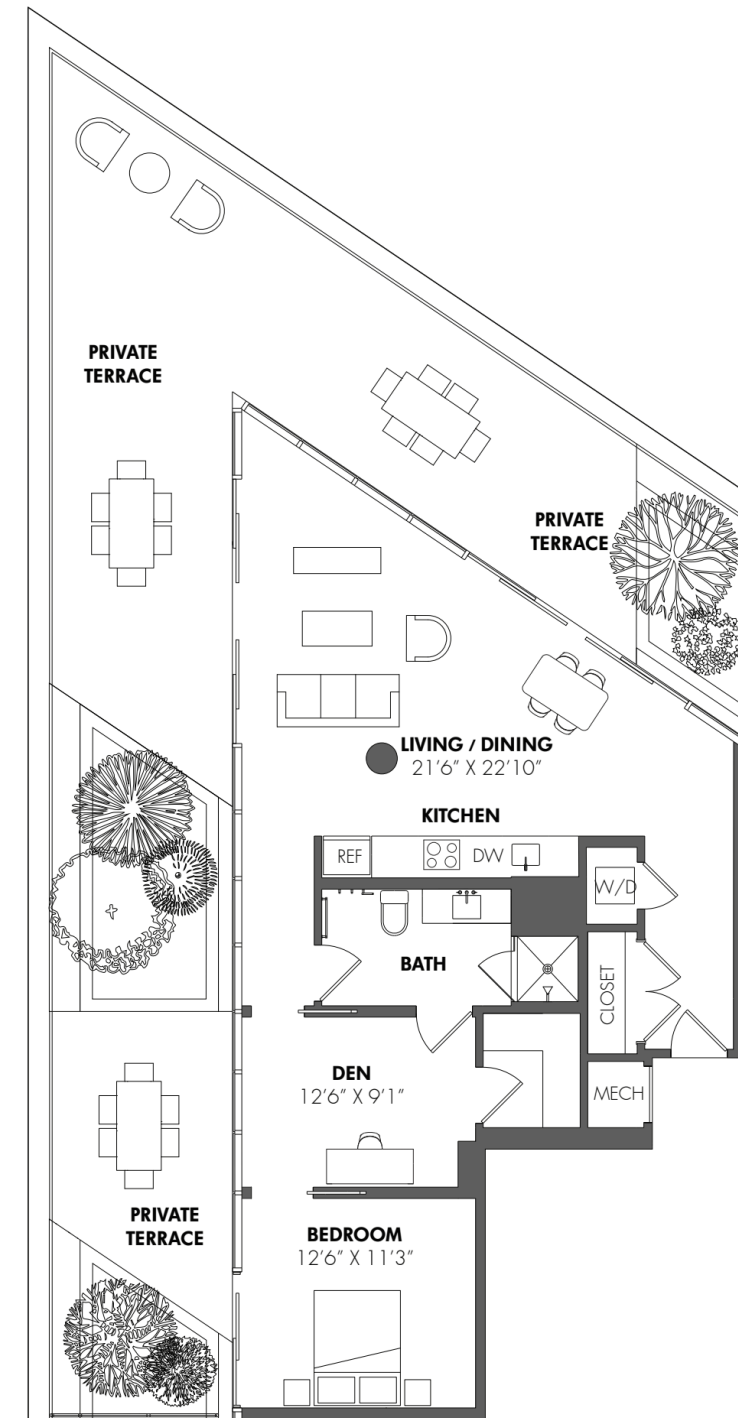 PRIVATE
TERRACE
PRIVATE
TERRACE
LIVING / DINING
21’6” X 22’10”
KITCHEN
REF
DW
W/D
BATH
CLOSET
DEN
12’6” X 9’1”
MECH
PRIVATE
TERRACE
BEDROOM
12’6” X 11’3”